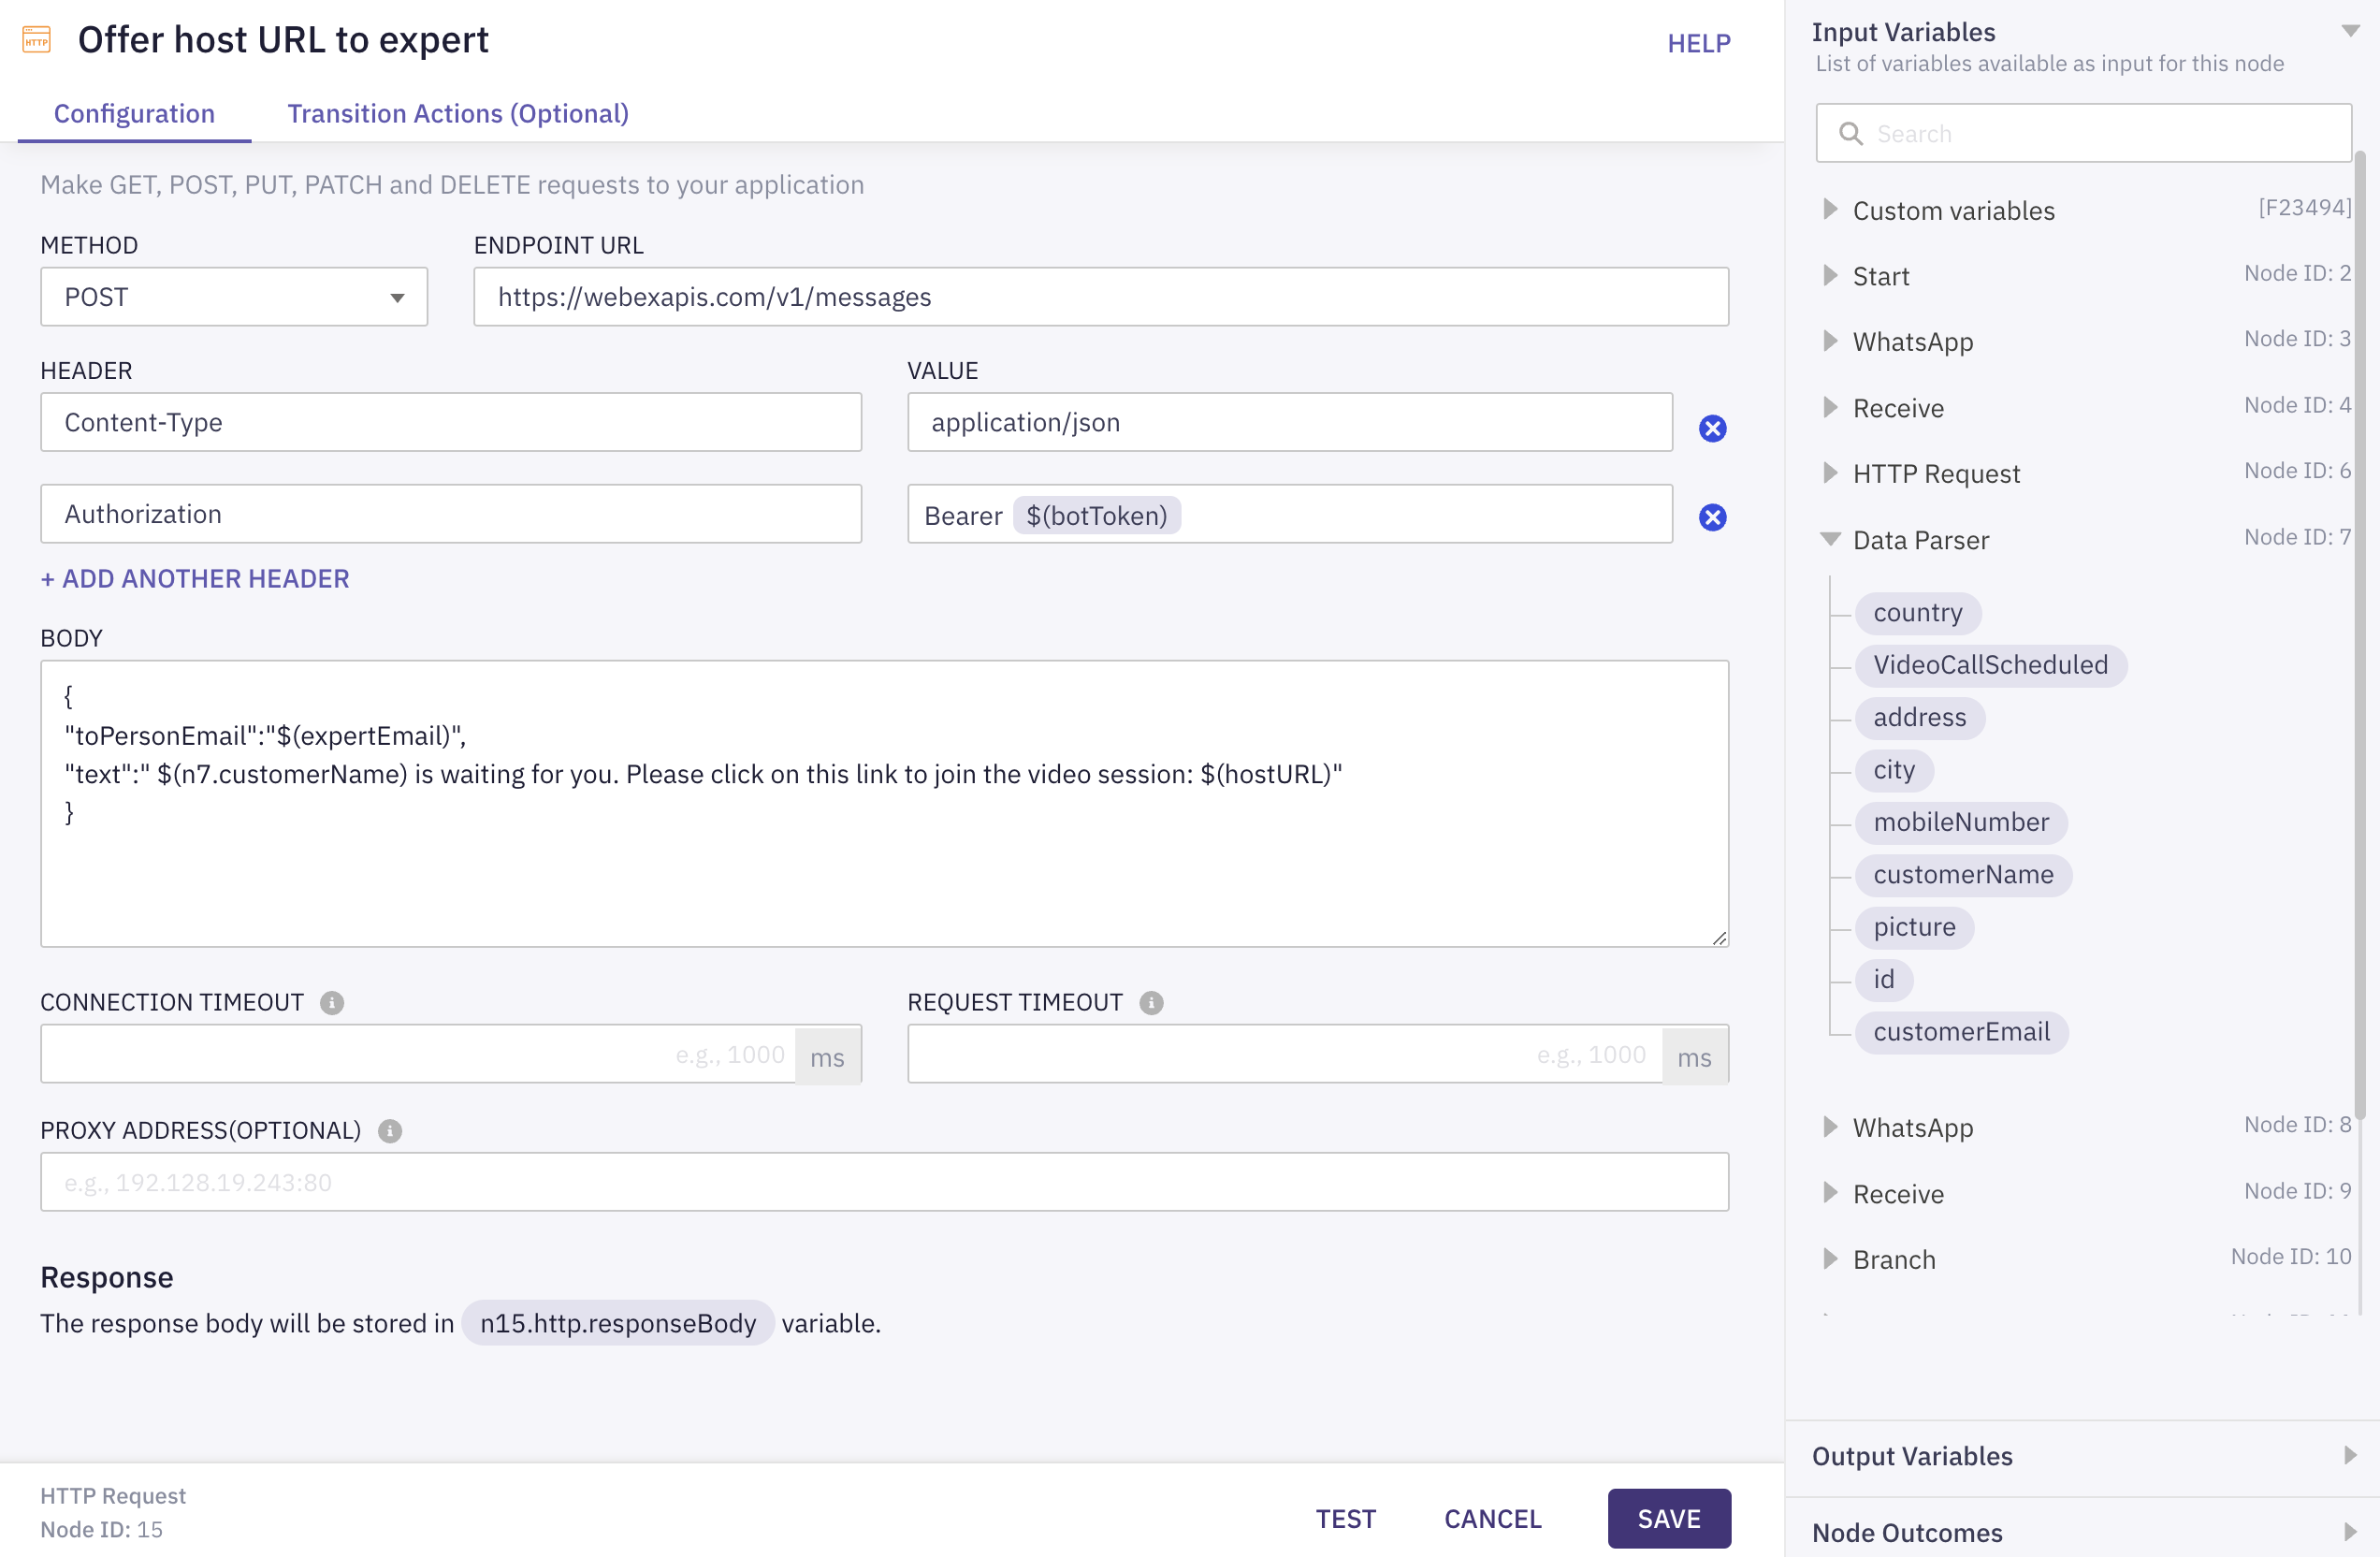 HTTP
Offer host URL to expert
HELP
Configuration
Transition Actions (Optional)
Make GET, POST, PUT, PATCH and DELETE requests to your application
METHOD
ENDPOINT URL
POST
https://webexapis.com/v1/messages
HEADER
VALUE
Content-Type
application/json
Authorization
Bearer $(botToken)
+ ADD ANOTHER HEADER
BODY
{
"toPersonEmail":"$(expertEmail)",
"text":" $(n7.customerName) is waiting for you. Please click on this link to join the video session: $(hostURL)"
}
CONNECTION TIMEOUT
REQUEST TIMEOUT
e.g., 1000 ms
e.g., 1000 ms
PROXY ADDRESS(OPTIONAL)
e.g., 192.128.19.243:80
Response
The response body will be stored in n15.http.responseBody variable.
HTTP Request
Node ID: 15
TEST
CANCEL
SAVE
Input Variables
List of variables available as input for this node
Search
Custom variables [F23494]
Start Node ID: 2
WhatsApp Node ID: 3
Receive Node ID: 4
HTTP Request Node ID: 6
Data Parser Node ID: 7
country
VideoCallScheduled
address
city
mobileNumber
customerName
picture
id
customerEmail
WhatsApp Node ID: 8
Receive Node ID: 9
Branch Node ID: 10
Output Variables
Node Outcomes